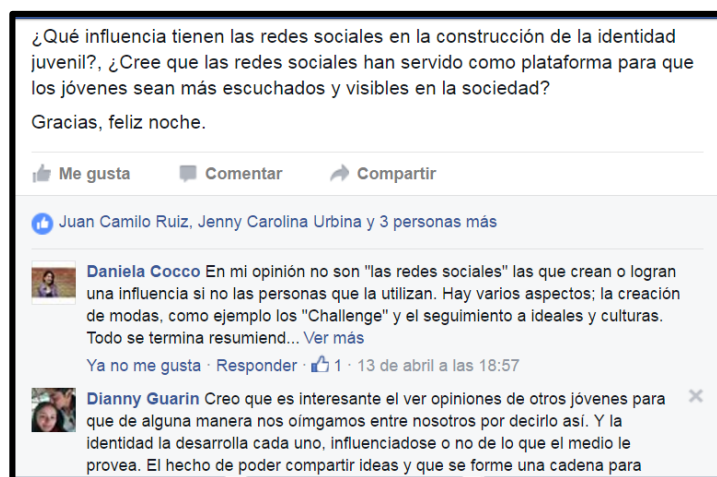 ¿Qué influencia tienen las redes sociales en la construcción de la identidad
juvenil?, ¿Cree que las redes sociales han servido como plataforma para que
los jóvenes sean más escuchados y visibles en la sociedad?
Gracias, feliz noche.
Me gusta Comentar Compartir
Juan Camilo Ruiz, Jenny Carolina Urbina y 3 personas más
Daniela Cocco En mi opinión no son "las redes sociales" las que crean o logran
una influencia si no las personas que la utilizan. Hay varios aspectos; la creación
de modas, como ejemplo los "Challenge" y el seguimiento a ideales y culturas.
Todo se termina resumiend... Ver más
Ya no me gusta · Responder · 1 · 13 de abril a las 18:57
Dianny Guarin Creo que es interesante el ver opiniones de otros jóvenes para
que de alguna manera nos oímgamos entre nosotros por decirlo así. Y la
identidad la desarrolla cada uno, influenciadose o no de lo que el medio le
provea. El hecho de poder compartir ideas y que se forme una cadena para